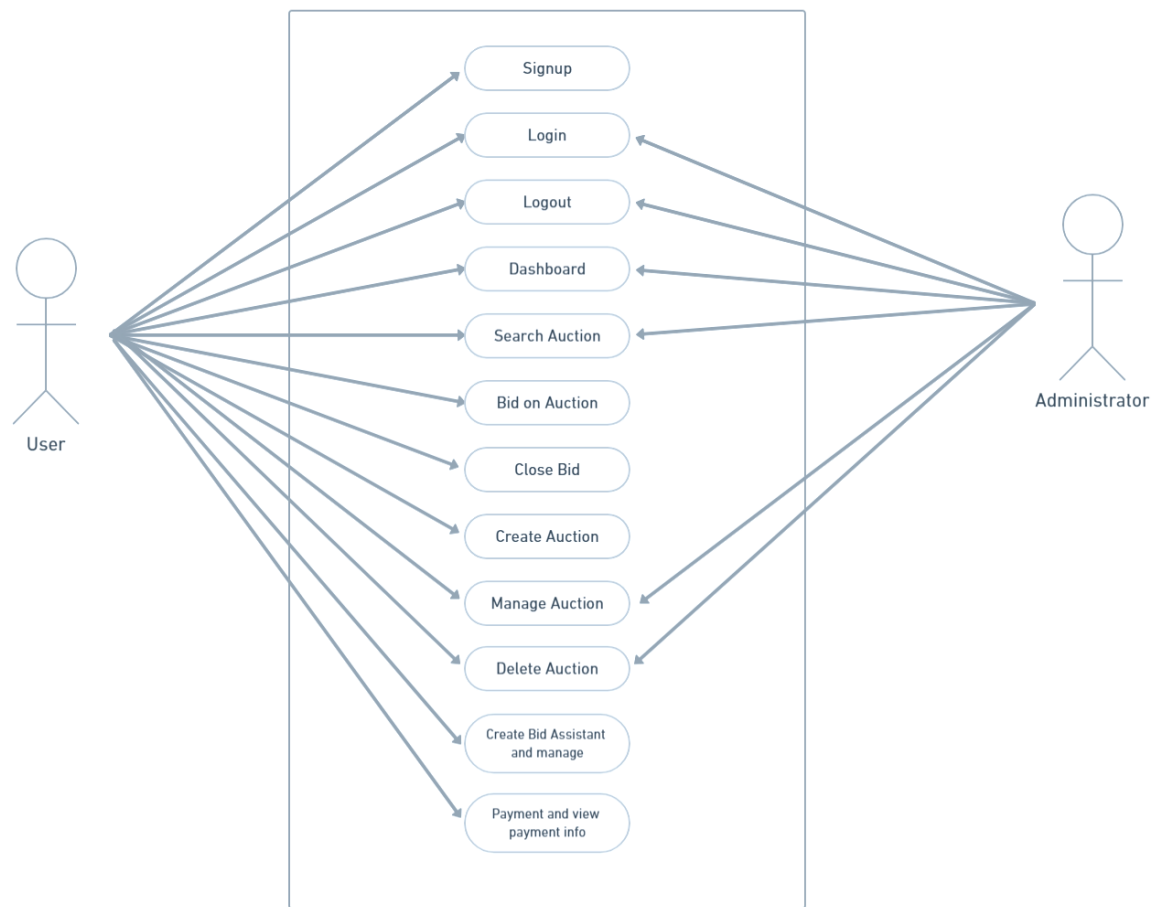 Signup
Login
Logout
Dashboard
Search Auction
Bid on Auction
Close Bid
Create Auction
Manage Auction
Delete Auction
Create Bid Assistant
and manage
Payment and view
payment info
User
Administrator